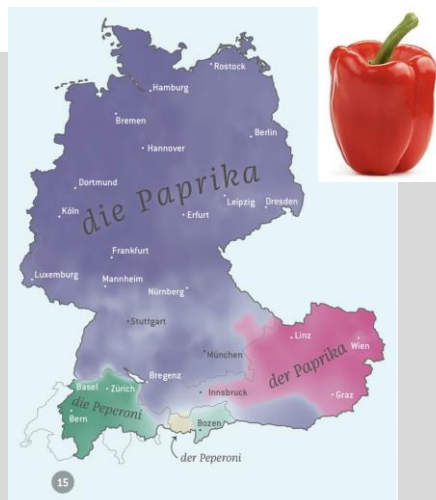 Rostock
Hamburg
Bremen
Berlin
Hannover
die Paprika
Dortmund
Leipzig
Dresden
Köln
Erfurt
Frankfurt
Luxemburg
Mannheim
Nürnberg
Stuttgart
Linz
Wien
München
der Paprika
Basel
Zürich
Bregenz
Innsbruck
Graz
die Peperoni
Bern
Bozen
der Peperoni
15